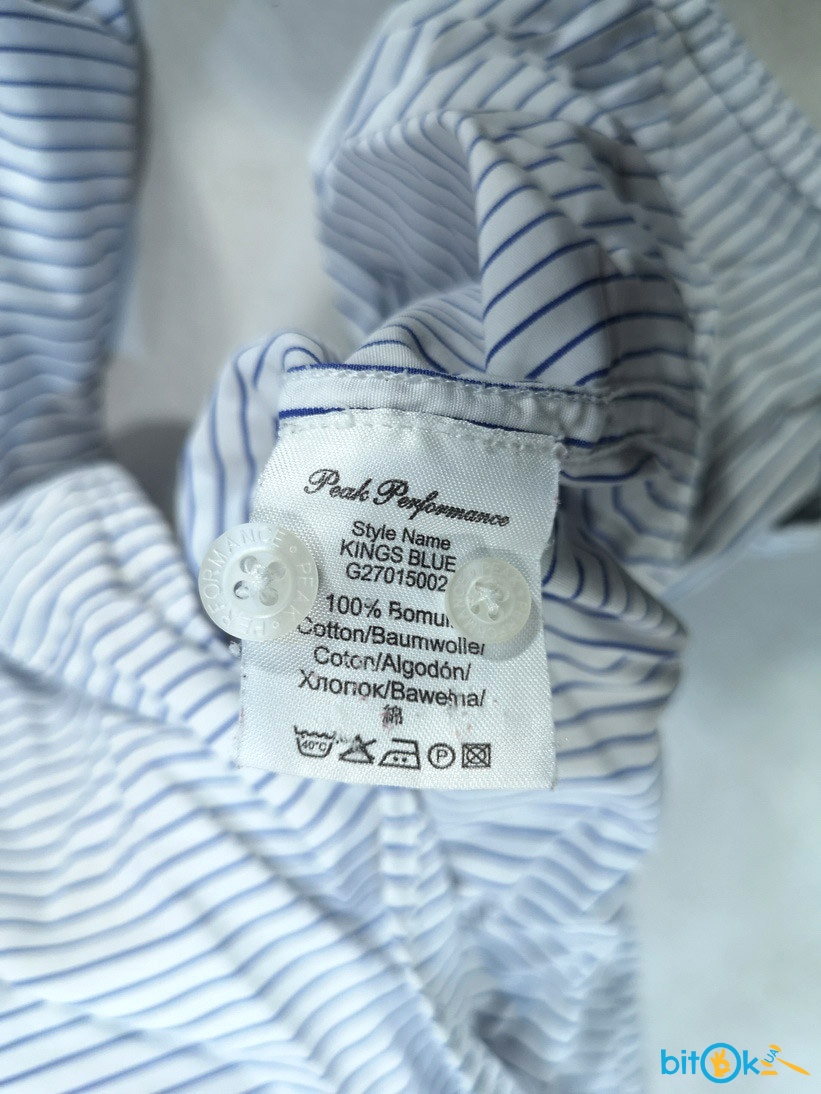 Peak Performance
Style Name
KINGS BLUE
G27015002
100%
Cotton/Baumwolle/
Coton/Algodón/
Хлопок/Bawełna/
綿
40°C
P
PERFORMANCE • PEAK
bitOk UA